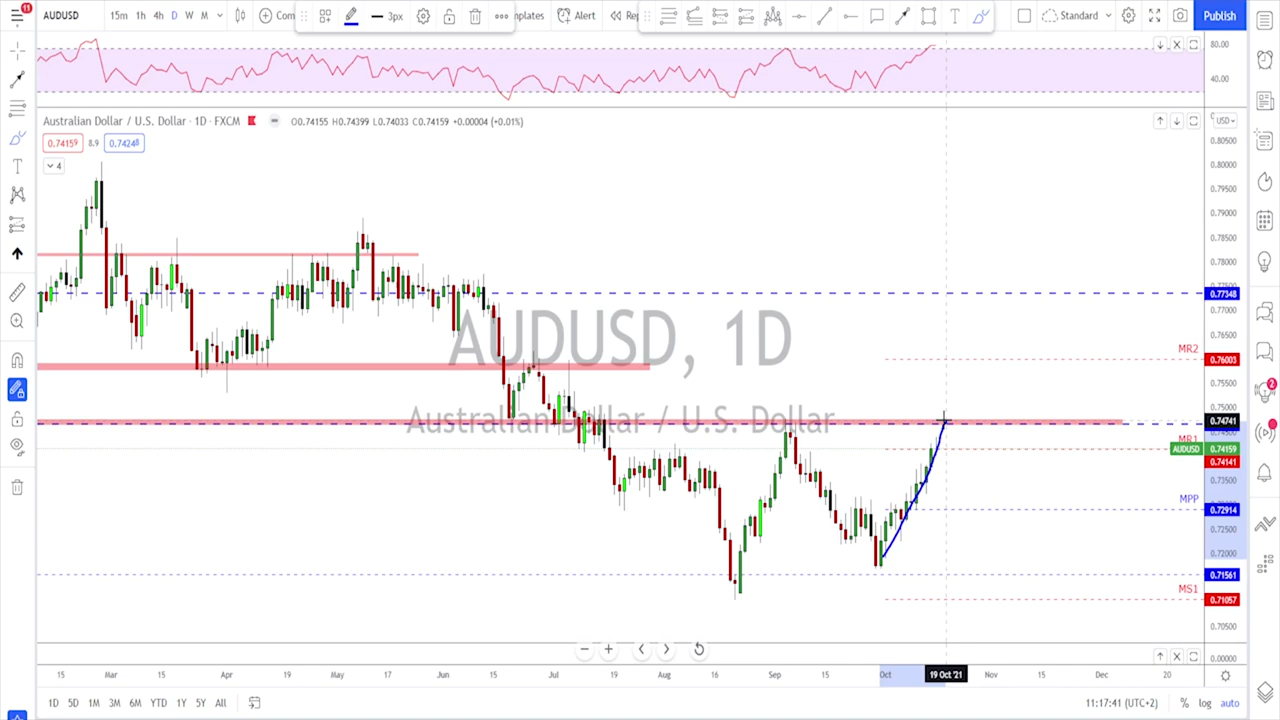 11
AUDUSD 15m 1h 4h D W M Com 3px mplates Alert Rep Standard Publish
80.00
40.00
Australian Dollar / U.S. Dollar · 1D · FXCM O0.74155 H0.74399 L0.74033 C0.74159 +0.00004 (+0.01%) USD
0.74159 8.9 0.74248
4
0.80500
0.80000
0.79500
0.79000
0.78500
0.78000
0.77348
0.77000
0.76500
AUDUSD, 1D
MR2
0.76003
0.75500
0.75000
Australian Dollar / U.S. Dollar
0.74741
MR1
AUDUSD 0.74159
0.74141
0.73500
MPP
0.72914
0.72500
0.72000
0.71561
MS1
0.71057
0.70500
0.00000
15 Mar 15 Apr 19 May 17 Jun 15 Jul 19 Aug 16 Sep 15 Oct 19 Oct '21 Nov 15 Dec 20
1D 5D 1M 3M 6M YTD 1Y 5Y All 11:17:41 (UTC+2) % log auto
2